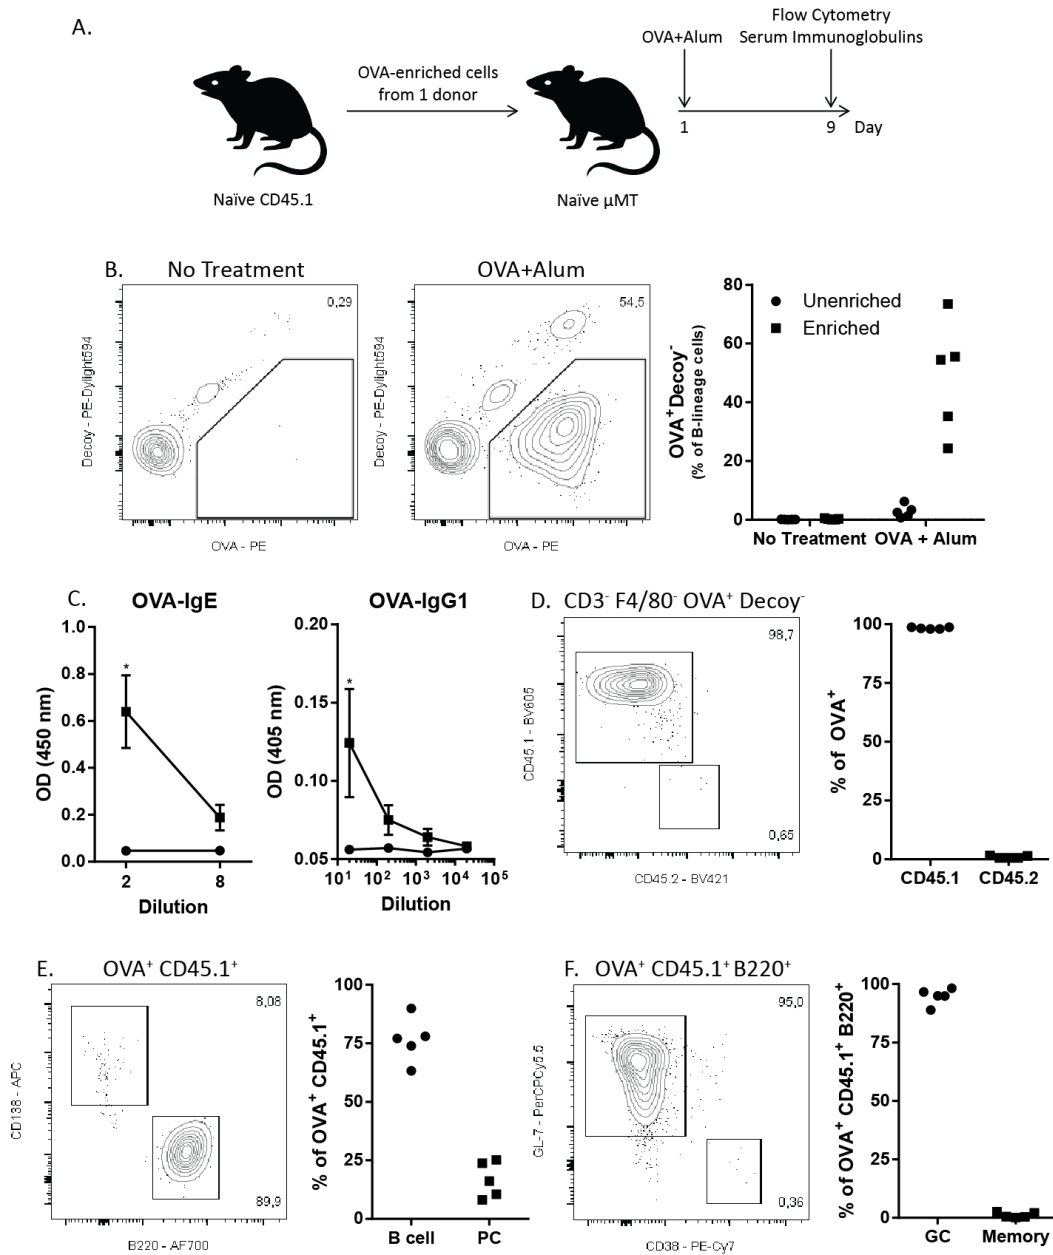 A.
OVA-enriched cells
from 1 donor
Naïve CD45.1
Naïve µMT
OVA+Alum
Flow Cytometry
Serum Immunoglobulins
1
9
Day
B.
No Treatment
0,29
Decoy - PE-Dylight594
OVA - PE
OVA+Alum
54,5
Decoy - PE-Dylight594
OVA - PE
OVA⁺Decoy⁻
(% of B-lineage cells)
80
60
40
20
0
Unenriched
Enriched
No Treatment
OVA + Alum
C.
OVA-IgE
OD (450 nm)
1.0
0.8
0.6
0.4
0.2
0.0
*
2
8
Dilution
OVA-IgG1
OD (405 nm)
0.20
0.15
0.10
0.05
*
10¹
10²
10³
10⁴
10⁵
Dilution
D.
CD3⁻ F4/80⁻ OVA⁺ Decoy⁻
98,7
0,65
CD45.1 - BV605
CD45.2 - BV421
% of OVA⁺
100
75
50
25
0
CD45.1
CD45.2
E.
OVA⁺ CD45.1⁺
8,08
89,9
CD138 - APC
B220 - AF700
% of OVA⁺ CD45.1⁺
100
75
50
25
0
B cell
PC
F.
OVA⁺ CD45.1⁺ B220⁺
95,0
0,36
GL-7 - PerCPCy5.5
CD38 - PE-Cy7
% of OVA⁺ CD45.1⁺ B220⁺
100
75
50
25
0
GC
Memory